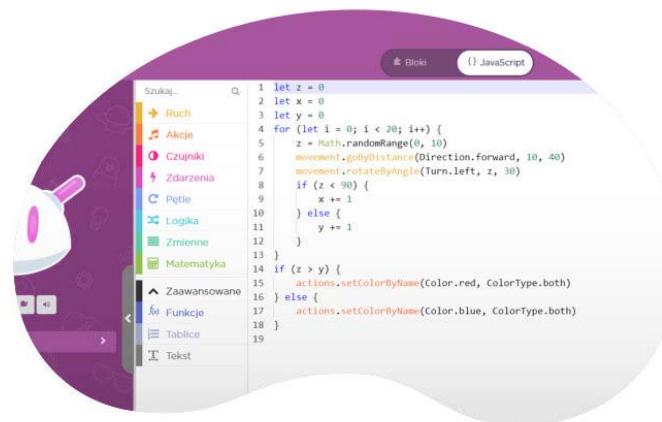 Bloki
{} JavaScript
Szukaj...
Ruch
Akcje
Czujniki
Zdarzenia
Pętle
Logika
Zmienne
Matematyka
Zaawansowane
Funkcje
Tablice
Tekst
1 let z = 0
2 let x = 0
3 let y = 0
4 for (let i = 0; i < 20; i++) {
5 z = Math.randomRange(0, 10)
6 movement.goByDistance(Direction.forward, 10, 40)
7 movement.rotateByAngle(Turn.left, z, 30)
8 if (z < 90) {
9 x += 1
10 } else {
11 y += 1
12 }
13 }
14 if (z > y) {
15 actions.setColorByName(Color.red, ColorType.both)
16 } else {
17 actions.setColorByName(Color.blue, ColorType.both)
18 }
19